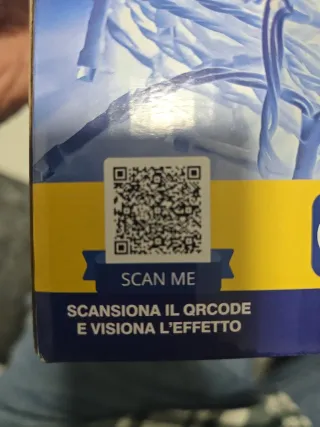 SCAN ME
SCANSIONA IL QRCODE
E VISIONA L'EFFETTO